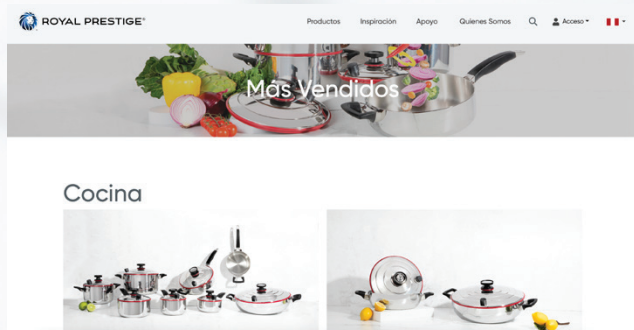 ROYAL PRESTIGE®
Productos Inspiración Apoyo Quienes Somos Acceso
Más Vendidos
Cocina